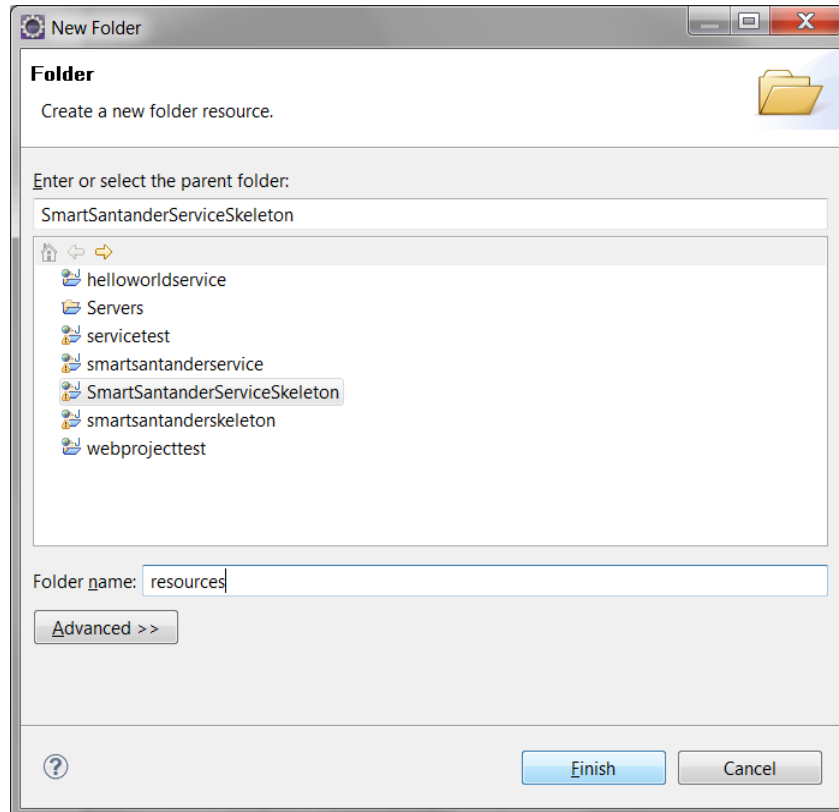 New Folder
Folder
Create a new folder resource.
Enter or select the parent folder:
SmartSantanderServiceSkeleton
helloworldservice
Servers
servicetest
smartsantanderservice
SmartSantanderServiceSkeleton
smartsantanderskeleton
webprojecttest
Folder name: resources
Advanced >>
Finish Cancel